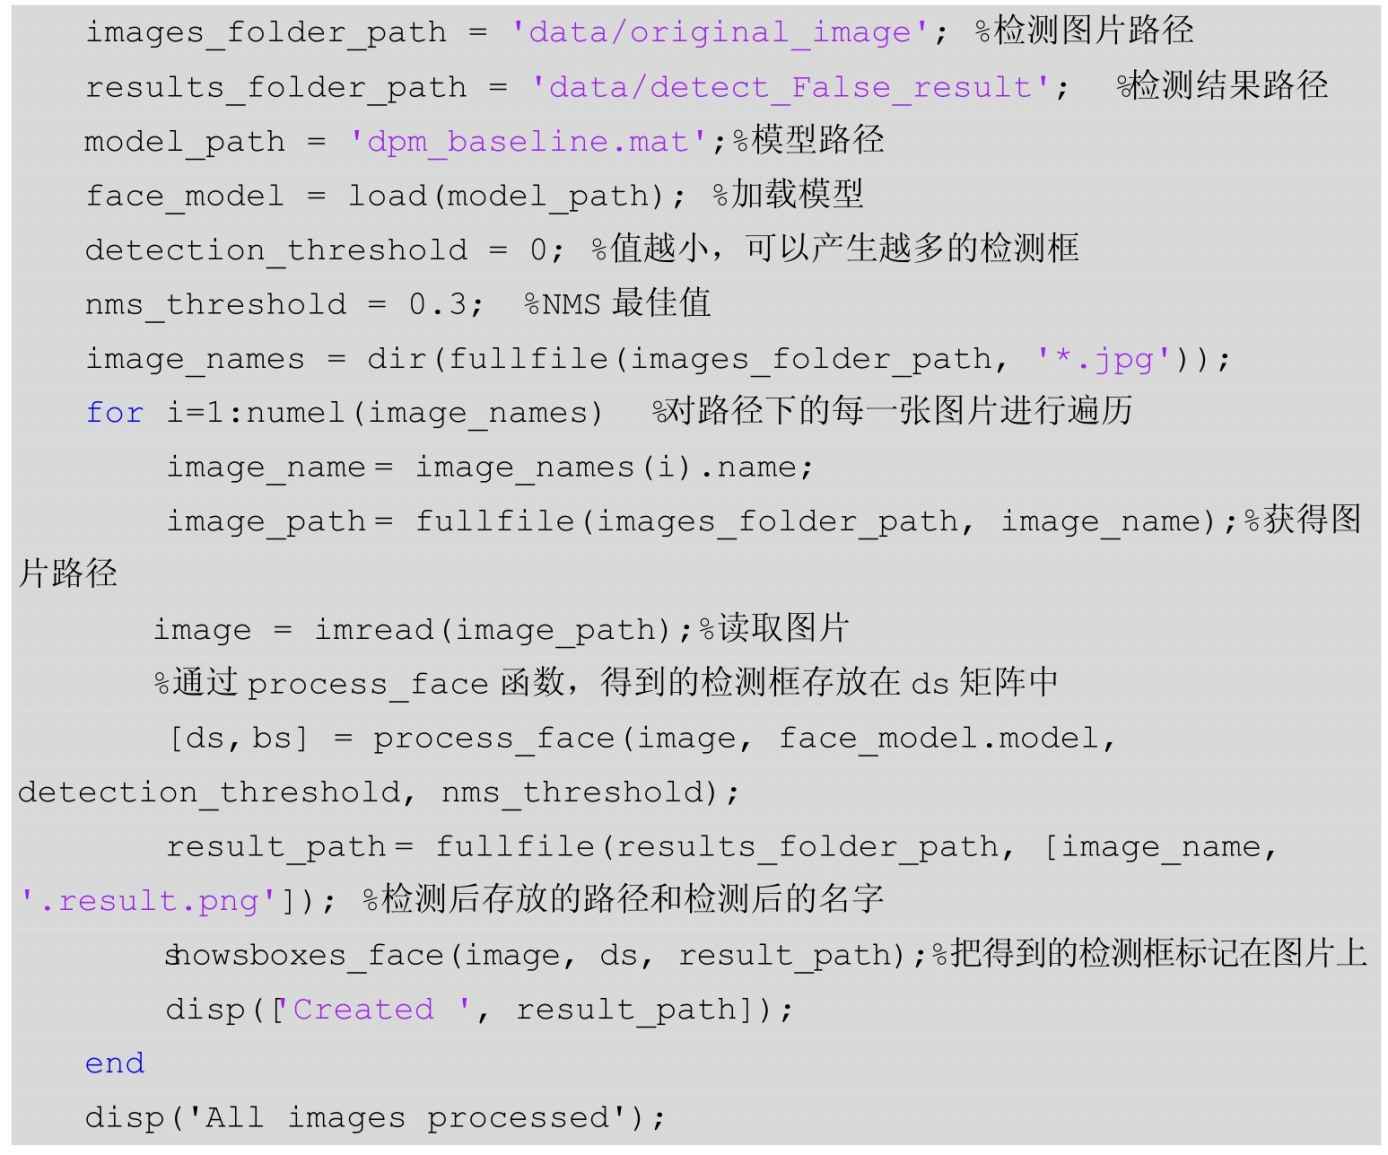 images_folder_path = 'data/original_image'; %检测图片路径
results_folder_path = 'data/detect_False_result'; %检测结果路径
model_path = 'dpm_baseline.mat';%模型路径
face_model = load(model_path); %加载模型
detection_threshold = 0; %值越小，可以产生越多的检测框
nms_threshold = 0.3; %NMS 最佳值
image_names = dir(fullfile(images_folder_path, '*.jpg'));
for i=1:numel(image_names) %对路径下的每一张图片进行遍历
image_name = image_names(i).name;
image_path = fullfile(images_folder_path, image_name);%获得图
片路径
image = imread(image_path);%读取图片
%通过 process_face 函数，得到的检测框存放在 ds 矩阵中
[ds,bs] = process_face(image, face_model.model,
detection_threshold, nms_threshold);
result_path = fullfile(results_folder_path, [image_name,
'.result.png']); %检测后存放的路径和检测后的名字
showsboxes_face(image, ds, result_path);%把得到的检测框标记在图片上
disp(['Created ', result_path]);
end
disp('All images processed');